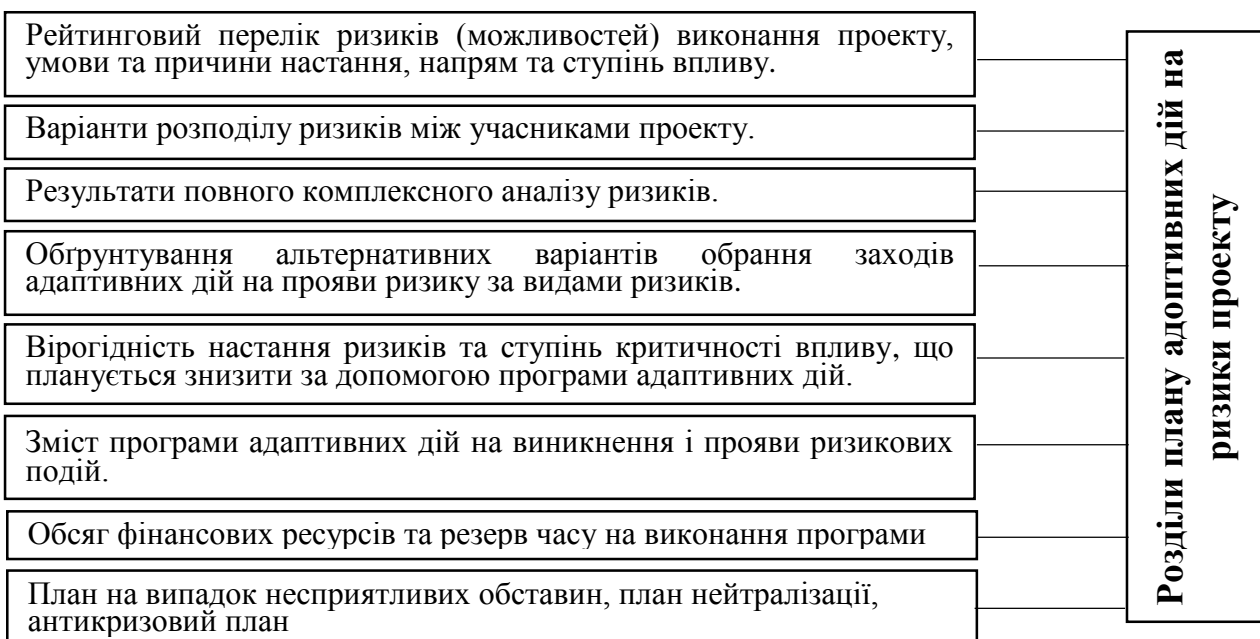 Рейтинговий перелік ризиків (можливостей) виконання проекту,
умови та причини настання, напрям та ступінь впливу.
Варіанти розподілу ризиків між учасниками проекту.
Результати повного комплексного аналізу ризиків.
Обґрунтування альтернативних варіантів обрання заходів
адаптивних дій на прояви ризику за видами ризиків.
Вірогідність настання ризиків та ступінь критичності впливу, що
планується знизити за допомогою програми адаптивних дій.
Зміст програми адаптивних дій на виникнення і прояви ризикових
подій.
Обсяг фінансових ресурсів та резерв часу на виконання програми
План на випадок несприятливих обставин, план нейтралізації,
антикризовий план
Розділи плану адоптивних дій на
ризики проекту